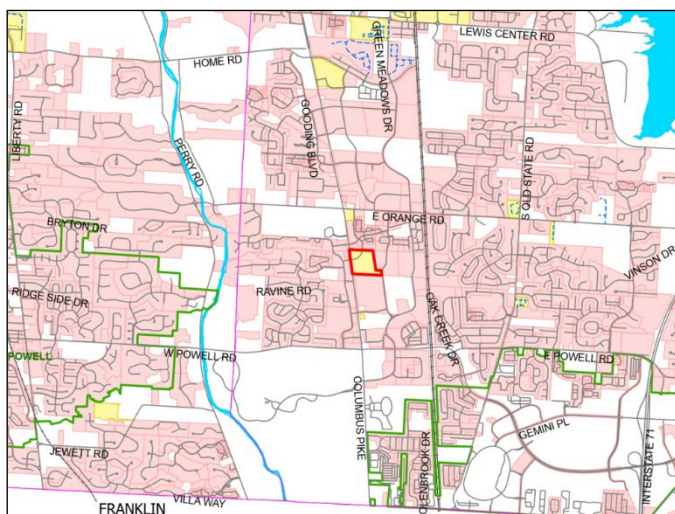 LEWIS CENTER RD
GREEN MEADOWS DR
HOME RD
GOODING BLVD
LIBERTY RD
PERRY RD
S OLD STATE RD
E ORANGE RD
BRYTON DR
VINSON DR
RIDGE SIDE DR
RAVINE RD
OAK CREEK DR
POWELL
W POWELL RD
E POWELL RD
COLUMBUS PIKE
GEMINI PL
INTERSTATE 71
JEWETT RD
VILLA WAY
FRANKLIN